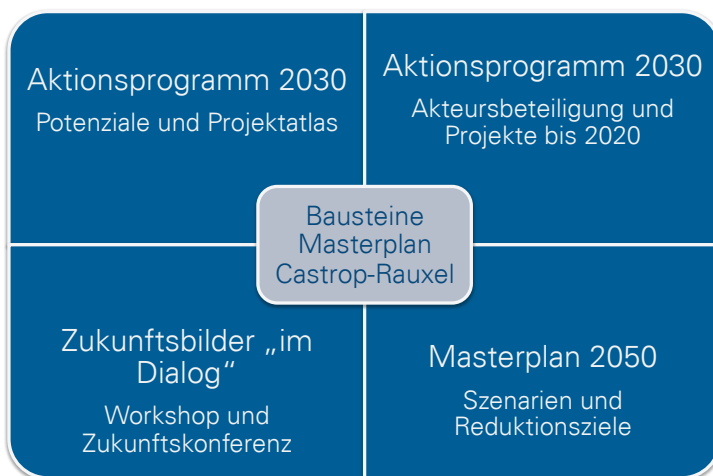 Aktionsprogramm 2030
Potenziale und Projektatlas
Aktionsprogramm 2030
Akteursbeteiligung und
Projekte bis 2020
Bausteine
Masterplan
Castrop-Rauxel
Zukunftsbilder „im
Dialog“
Workshop und
Zukunftskonferenz
Masterplan 2050
Szenarien und
Reduktionsziele